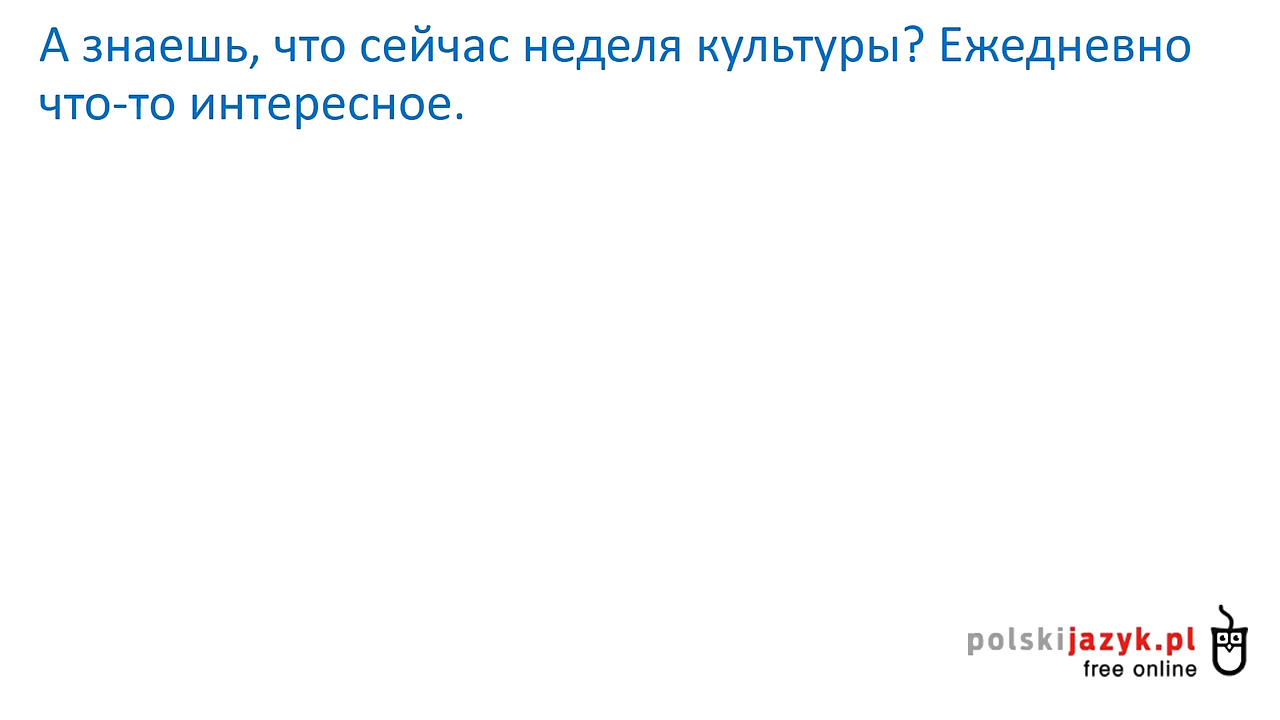 А знаешь, что сейчас неделя культуры? Ежедневно
что-то интересное.
polskijazyk.pl
free online